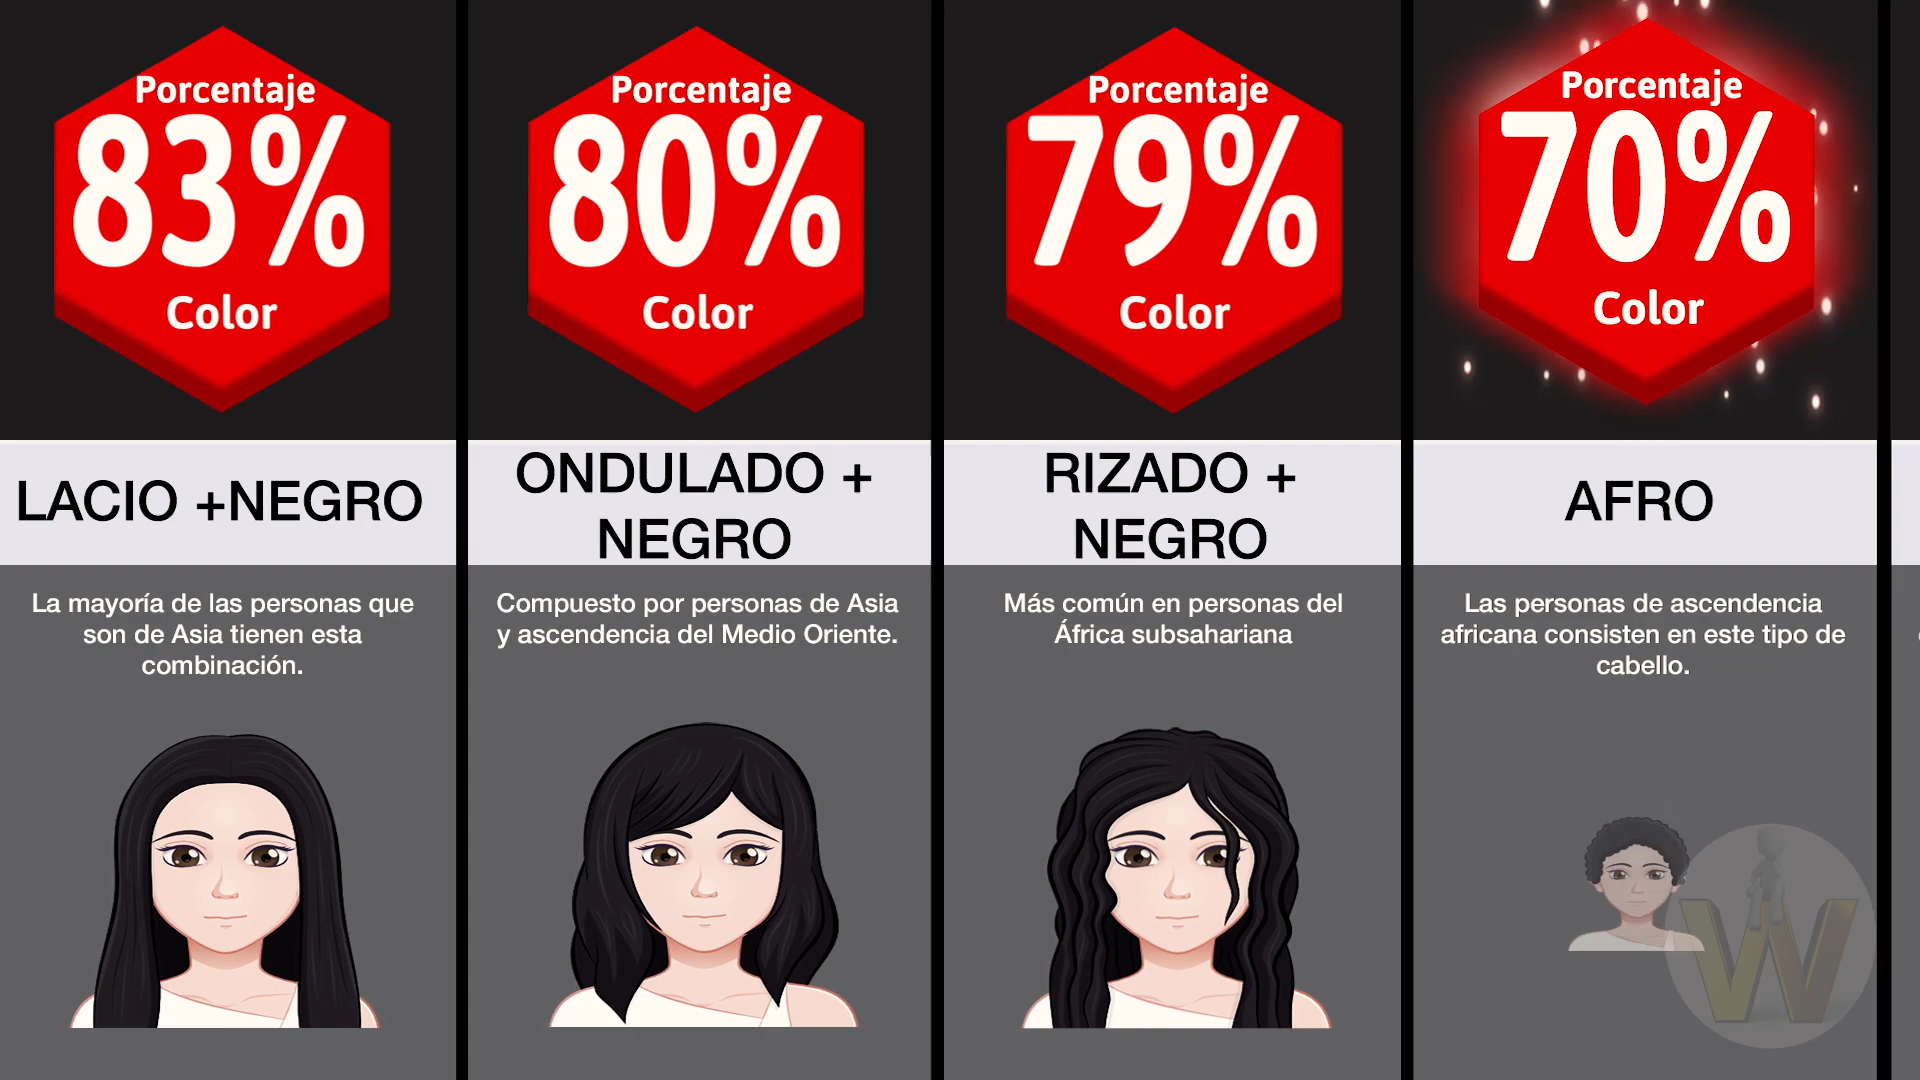 Porcentaje
83%
Color
LACIO +NEGRO
La mayoría de las personas que
son de Asia tienen esta
combinación.
Porcentaje
80%
Color
ONDULADO +
NEGRO
Compuesto por personas de Asia
y ascendencia del Medio Oriente.
Porcentaje
79%
Color
RIZADO +
NEGRO
Más común en personas del
África subsahariana
Porcentaje
70%
Color
AFRO
Las personas de ascendencia
africana consisten en este tipo de
cabello.
W